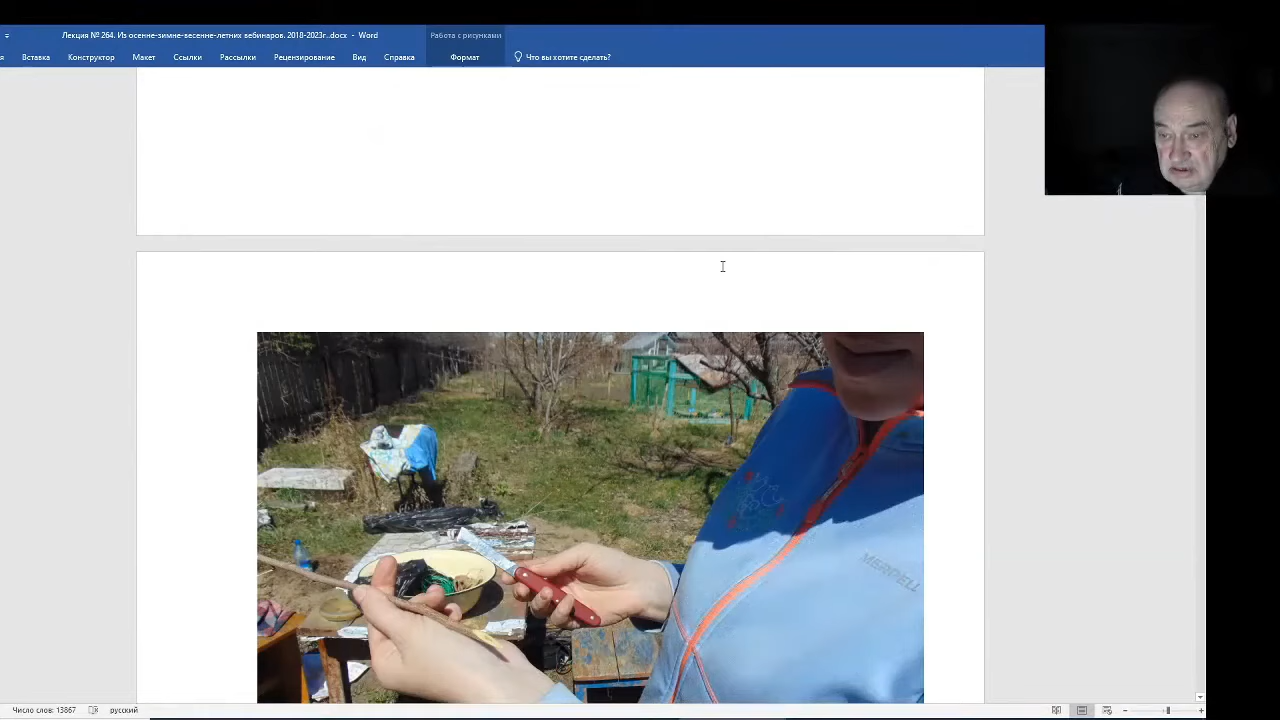 Лекция № 264. Из осенне-зимне-весенне-летних вебинаров. 2018-2023г..docx - Word
Работа с рисунками
я Вставка Конструктор Макет Ссылки Рассылки Рецензирование Вид Справка Формат Что вы хотите сделать?
MERRELL
Число слов: 13867 русский